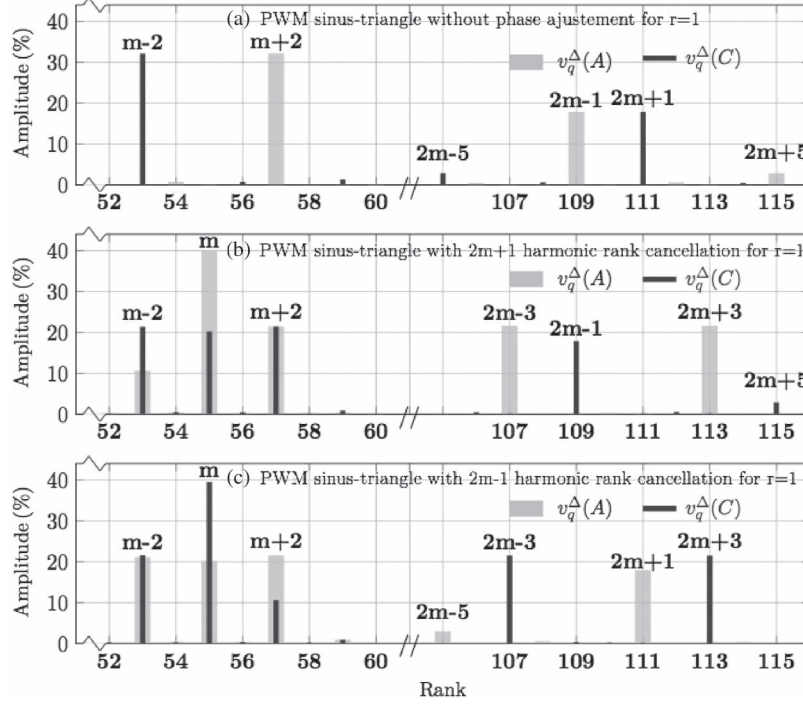 (a) PWM sinus-triangle without phase ajustement for r=1
m-2
m+2
v_q^Δ(A)
v_q^Δ(C)
2m-1
2m+1
2m-5
2m+5
Amplitude (%)
40
30
20
10
0
52
54
56
58
60
107
109
111
113
115
(b) PWM sinus-triangle with 2m+1 harmonic rank cancellation for r=1
m
v_q^Δ(A)
v_q^Δ(C)
m-2
m+2
2m-3
2m-1
2m+3
2m+5
Amplitude (%)
40
30
20
10
0
52
54
56
58
60
107
109
111
113
115
(c) PWM sinus-triangle with 2m-1 harmonic rank cancellation for r=1
m
v_q^Δ(A)
v_q^Δ(C)
m-2
m+2
2m-3
2m+1
2m+3
2m-5
Amplitude (%)
40
30
20
10
0
52
54
56
58
60
107
109
111
113
115
Rank